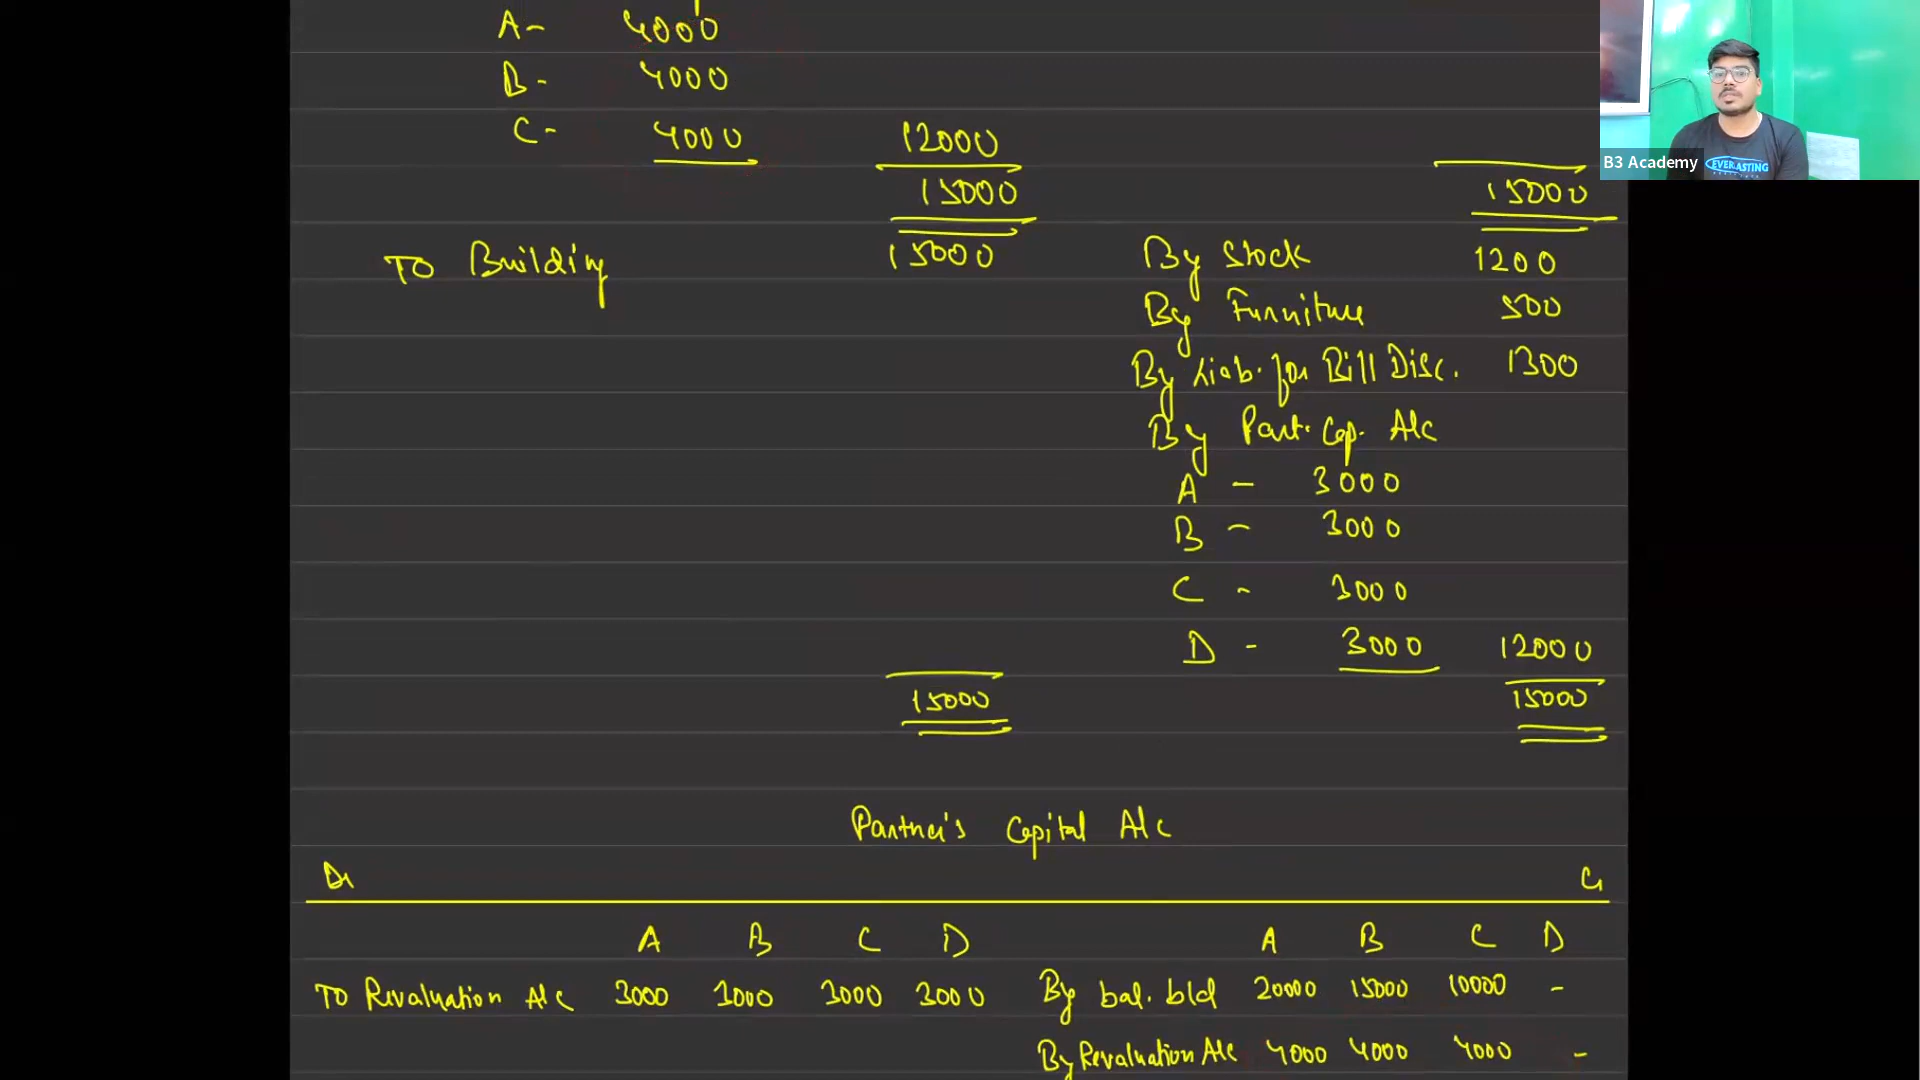 A - 4000
B - 4000
C - 4000 12000
15000 15000
To Building 15000 By Stock 1200
By Furniture 500
By Liab. for Bill Disc. 1300
By Part. Cap. A/c
A - 3000
B - 3000
C - 3000
D - 3000 12000
15000 15000
Partner's Capital A/c
Dr Cr
A B C D A B C D
To Revaluation A/c 3000 3000 3000 3000 By bal. b/d 20000 15000 10000 -
By Revaluation A/c 4000 4000 4000 -
B3 Academy
EVERLASTING